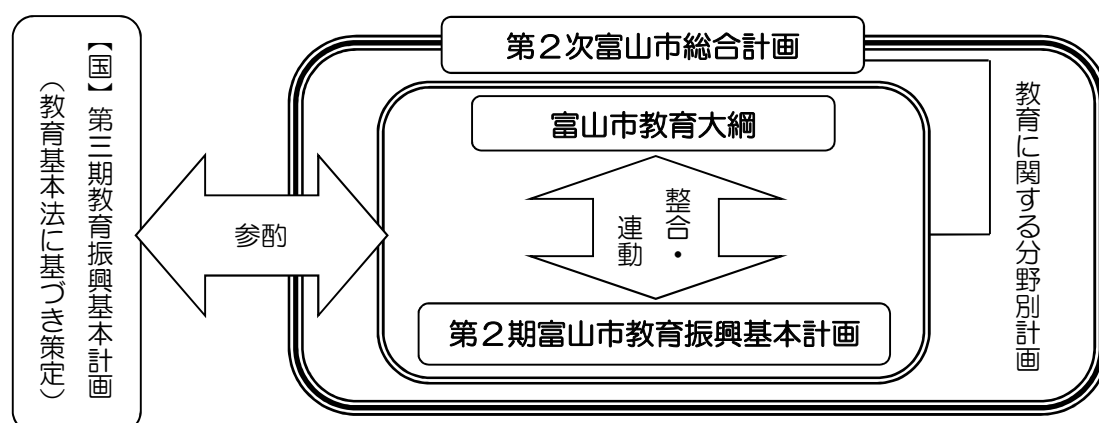 【国】第三期教育振興基本計画
（教育基本法に基づき策定）
参酌
第２次富山市総合計画
富山市教育大綱
整合・
連動
第２期富山市教育振興基本計画
教育に関する分野別計画